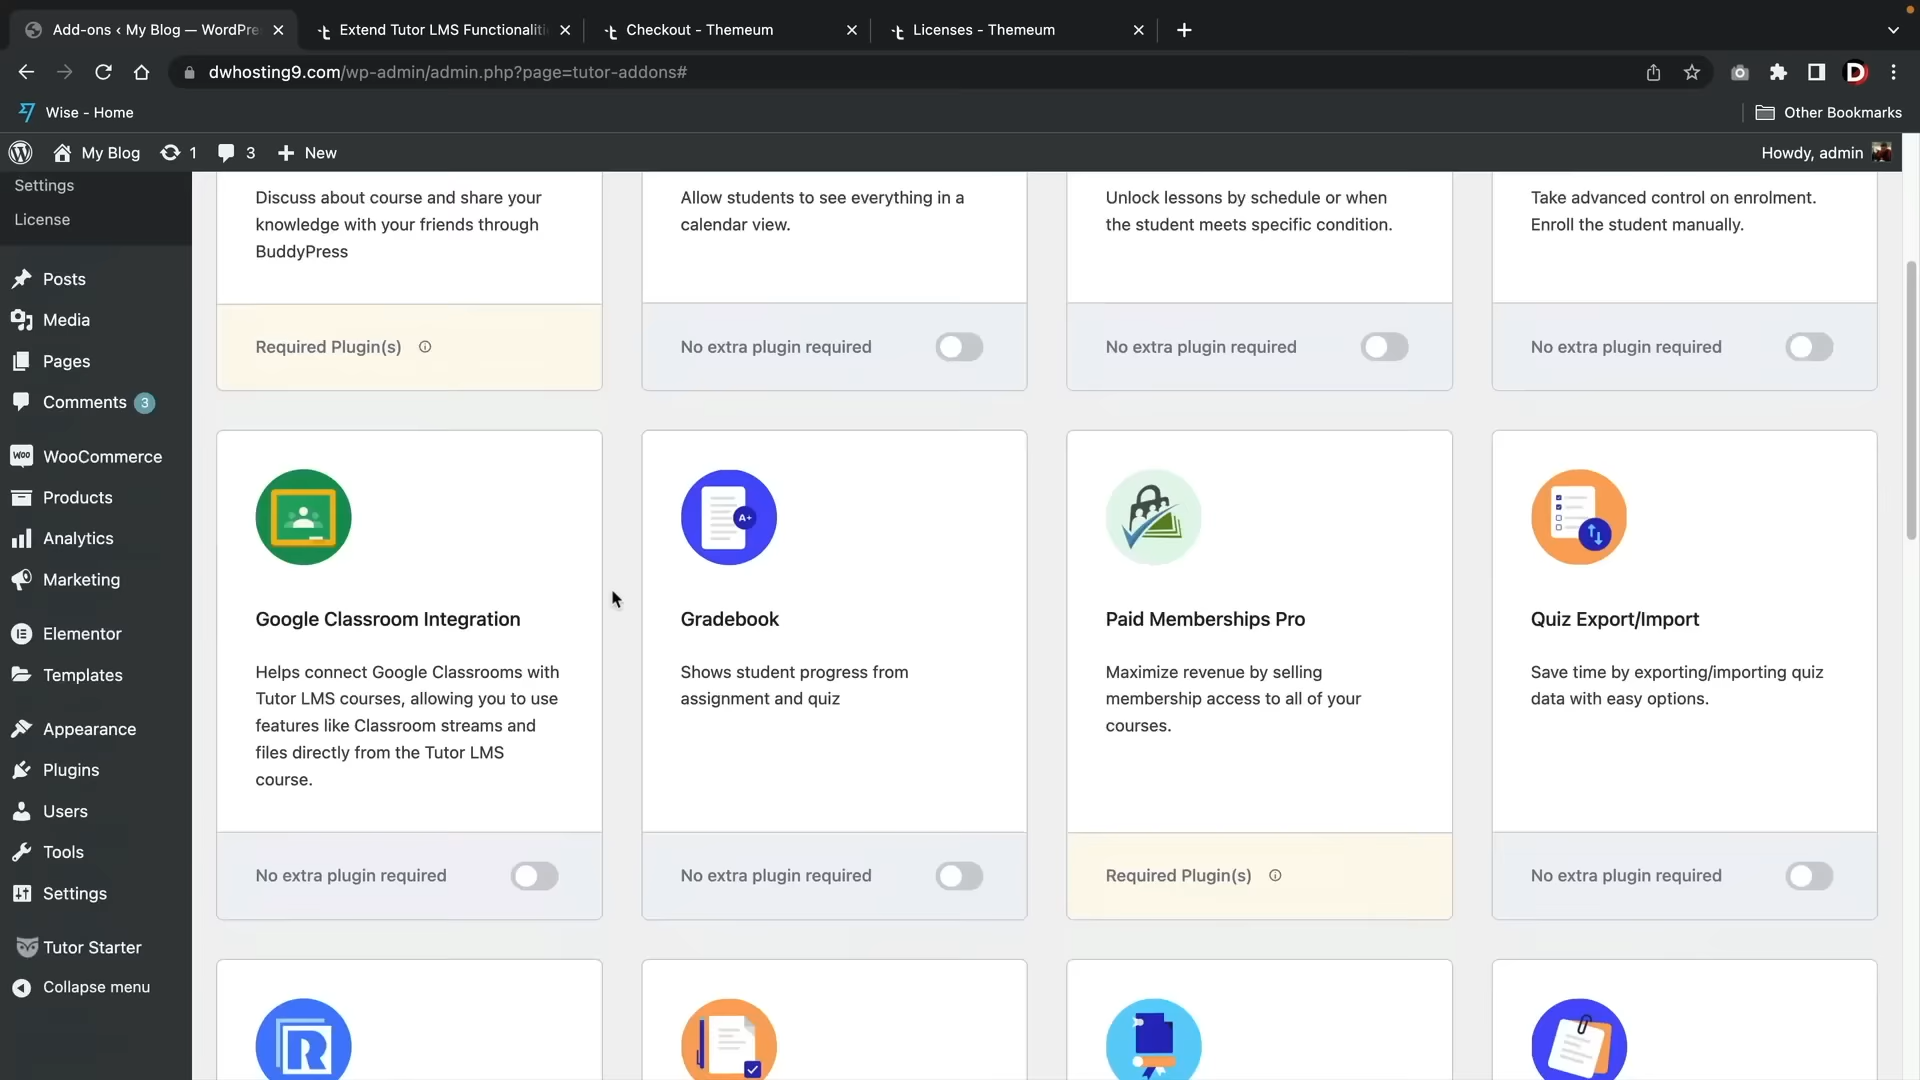 Add-ons ‹ My Blog — WordPre
Extend Tutor LMS Functionaliti
Checkout - Themeum
Licenses - Themeum
dwhosting9.com/wp-admin/admin.php?page=tutor-addons#
Wise - Home
Other Bookmarks
My Blog
1
3
New
Howdy, admin
Settings
License
Posts
Media
Pages
Comments 3
WooCommerce
Products
Analytics
Marketing
Elementor
Templates
Appearance
Plugins
Users
Tools
Settings
Tutor Starter
Collapse menu
Discuss about course and share your
knowledge with your friends through
BuddyPress
Required Plugin(s)
Allow students to see everything in a
calendar view.
No extra plugin required
Unlock lessons by schedule or when
the student meets specific condition.
No extra plugin required
Take advanced control on enrolment.
Enroll the student manually.
No extra plugin required
Google Classroom Integration
Helps connect Google Classrooms with
Tutor LMS courses, allowing you to use
features like Classroom streams and
files directly from the Tutor LMS
course.
No extra plugin required
A+
Gradebook
Shows student progress from
assignment and quiz
No extra plugin required
Paid Memberships Pro
Maximize revenue by selling
membership access to all of your
courses.
Required Plugin(s)
Quiz Export/Import
Save time by exporting/importing quiz
data with easy options.
No extra plugin required
R